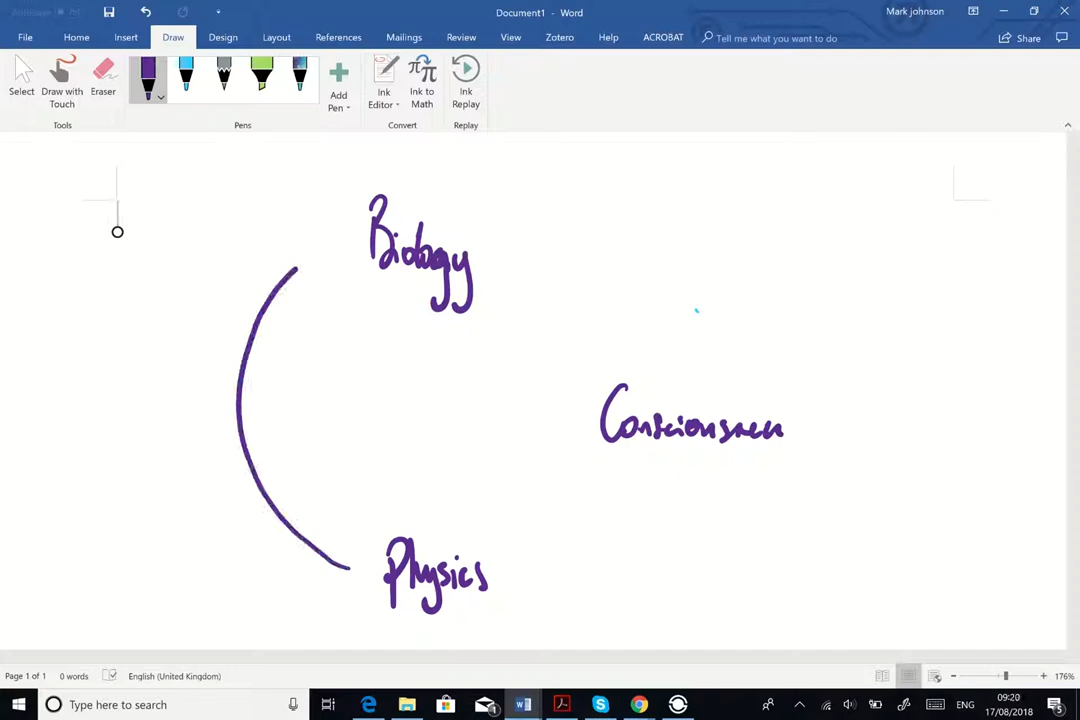 Document1 - Word
Mark johnson
File Home Insert Draw Design Layout References Mailings Review View Zotero Help ACROBAT Tell me what you want to do Share
Select
Draw with
Touch
Eraser
Add
Pen
Ink
Editor
Ink to
Math
Ink
Replay
Tools Pens Convert Replay
Biology
Consciousness
Physics
Page 1 of 1 0 words English (United Kingdom) 176%
Type here to search
ENG
09:20
17/08/2018
5